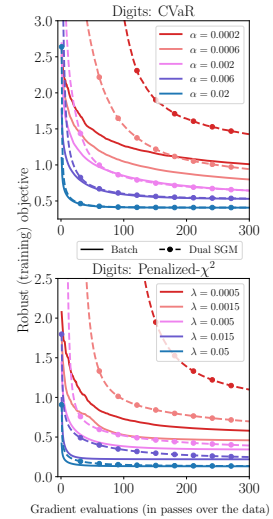 Digits: CVaR
3.0
2.5
2.0
1.5
1.0
0.5
α = 0.0002
α = 0.0006
α = 0.002
α = 0.006
α = 0.02
0
100
200
300
Batch
Dual SGM
Robust (training) objective
Digits: Penalized-χ²
2.5
2.0
1.5
1.0
0.5
0.0
λ = 0.0005
λ = 0.0015
λ = 0.005
λ = 0.015
λ = 0.05
0
100
200
300
Gradient evaluations (in passes over the data)